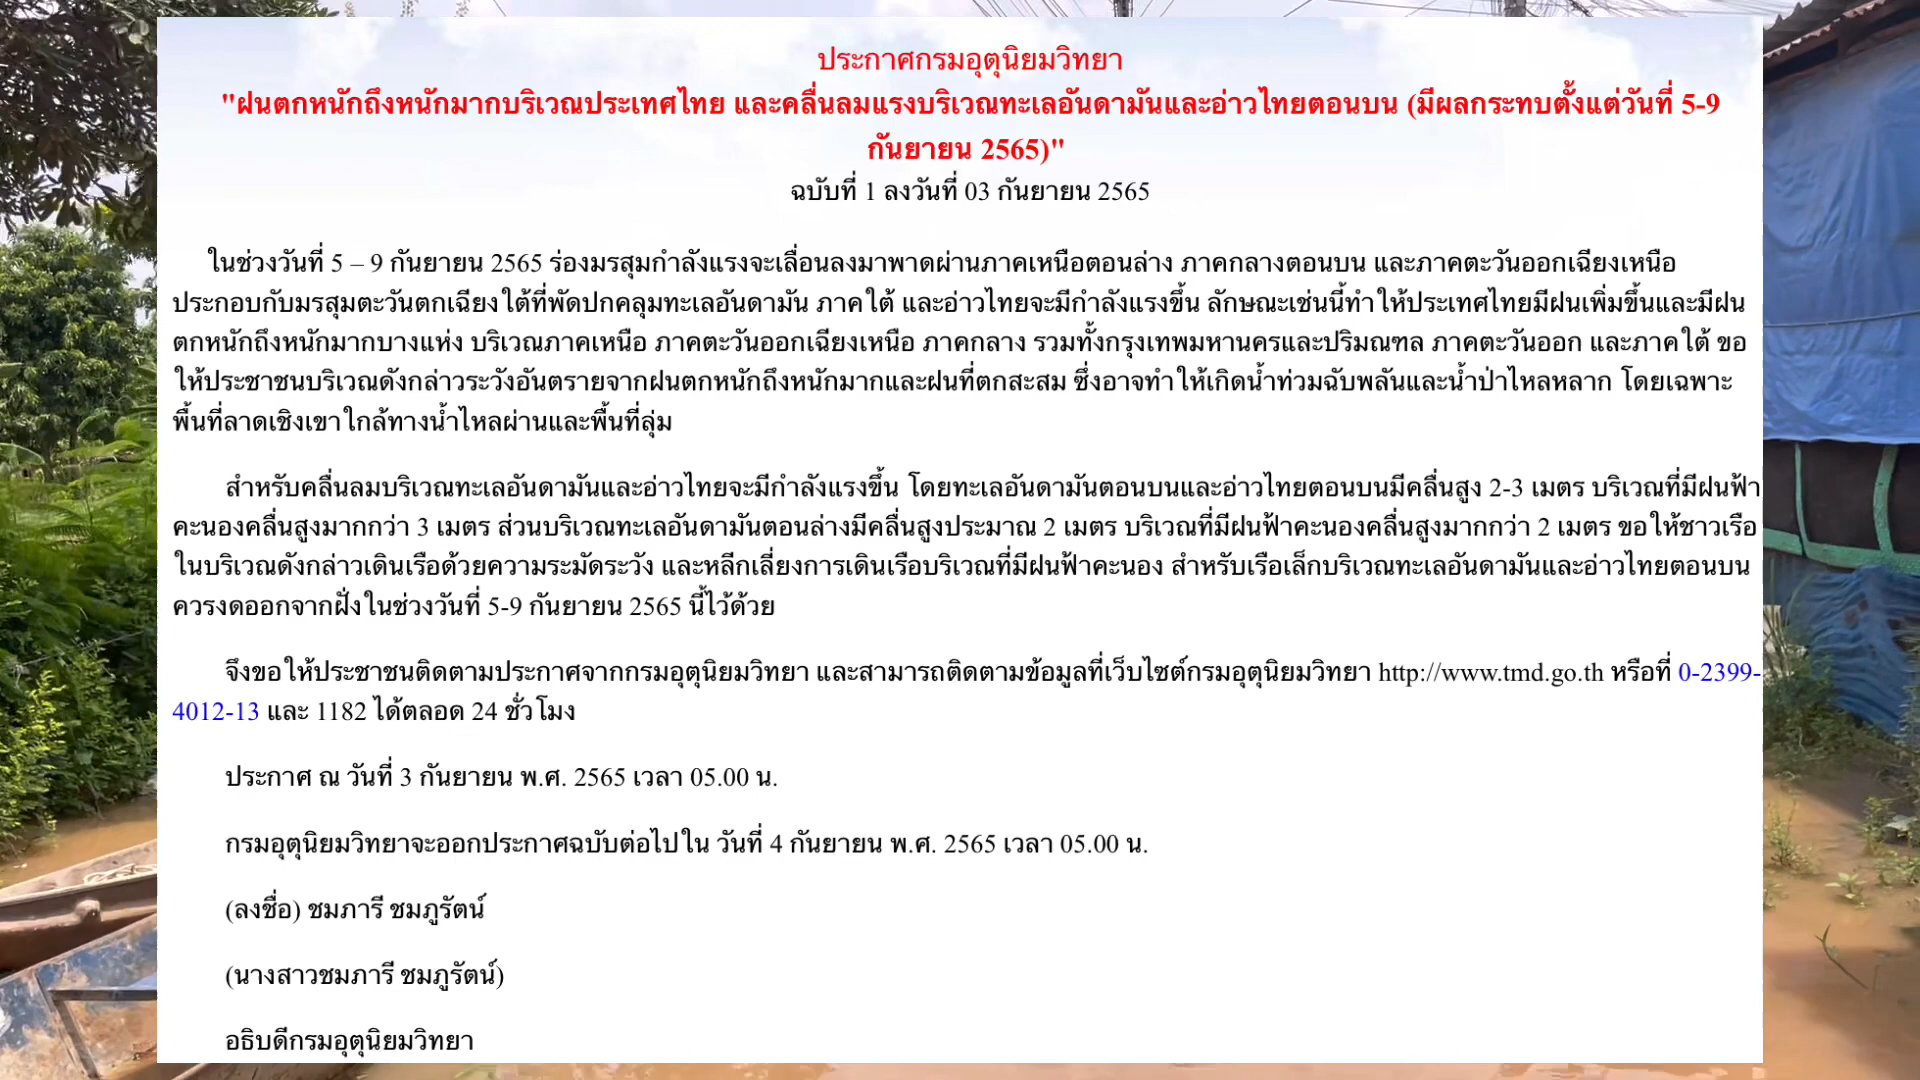 ประกาศกรมอุตุนิยมวิทยา
"ฝนตกหนักถึงหนักมากบริเวณประเทศไทย และคลื่นลมแรงบริเวณทะเลอันดามันและอ่าวไทยตอนบน (มีผลกระทบตั้งแต่วันที่ 5-9
กันยายน 2565)"
ฉบับที่ 1 ลงวันที่ 03 กันยายน 2565
ในช่วงวันที่ 5 – 9 กันยายน 2565 ร่องมรสุมกำลังแรงจะเลื่อนลงมาพาดผ่านภาคเหนือตอนล่าง ภาคกลางตอนบน และภาคตะวันออกเฉียงเหนือ
ประกอบกับมรสุมตะวันตกเฉียงใต้ที่พัดปกคลุมทะเลอันดามัน ภาคใต้ และอ่าวไทยจะมีกำลังแรงขึ้น ลักษณะเช่นนี้ทำให้ประเทศไทยมีฝนเพิ่มขึ้นและมีฝน
ตกหนักถึงหนักมากบางแห่ง บริเวณภาคเหนือ ภาคตะวันออกเฉียงเหนือ ภาคกลาง รวมทั้งกรุงเทพมหานครและปริมณฑล ภาคตะวันออก และภาคใต้ ขอ
ให้ประชาชนบริเวณดังกล่าวระวังอันตรายจากฝนตกหนักถึงหนักมากและฝนที่ตกสะสม ซึ่งอาจทำให้เกิดน้ำท่วมฉับพลันและน้ำป่าไหลหลาก โดยเฉพาะ
พื้นที่ลาดเชิงเขาใกล้ทางน้ำไหลผ่านและพื้นที่ลุ่ม
สำหรับคลื่นลมบริเวณทะเลอันดามันและอ่าวไทยจะมีกำลังแรงขึ้น โดยทะเลอันดามันตอนบนและอ่าวไทยตอนบนมีคลื่นสูง 2-3 เมตร บริเวณที่มีฝนฟ้า
คะนองคลื่นสูงมากกว่า 3 เมตร ส่วนบริเวณทะเลอันดามันตอนล่างมีคลื่นสูงประมาณ 2 เมตร บริเวณที่มีฝนฟ้าคะนองคลื่นสูงมากกว่า 2 เมตร ขอให้ชาวเรือ
ในบริเวณดังกล่าวเดินเรือด้วยความระมัดระวัง และหลีกเลี่ยงการเดินเรือบริเวณที่มีฝนฟ้าคะนอง สำหรับเรือเล็กบริเวณทะเลอันดามันและอ่าวไทยตอนบน
ควรงดออกจากฝั่งในช่วงวันที่ 5-9 กันยายน 2565 นี้ไว้ด้วย
จึงขอให้ประชาชนติดตามประกาศจากกรมอุตุนิยมวิทยา และสามารถติดตามข้อมูลที่เว็บไซต์กรมอุตุนิยมวิทยา http://www.tmd.go.th หรือที่ 0-2399-
4012-13 และ 1182 ได้ตลอด 24 ชั่วโมง
ประกาศ ณ วันที่ 3 กันยายน พ.ศ. 2565 เวลา 05.00 น.
กรมอุตุนิยมวิทยาจะออกประกาศฉบับต่อไปใน วันที่ 4 กันยายน พ.ศ. 2565 เวลา 05.00 น.
(ลงชื่อ) ชมภารี ชมภูรัตน์
(นางสาวชมภารี ชมภูรัตน์)
อธิบดีกรมอุตุนิยมวิทยา